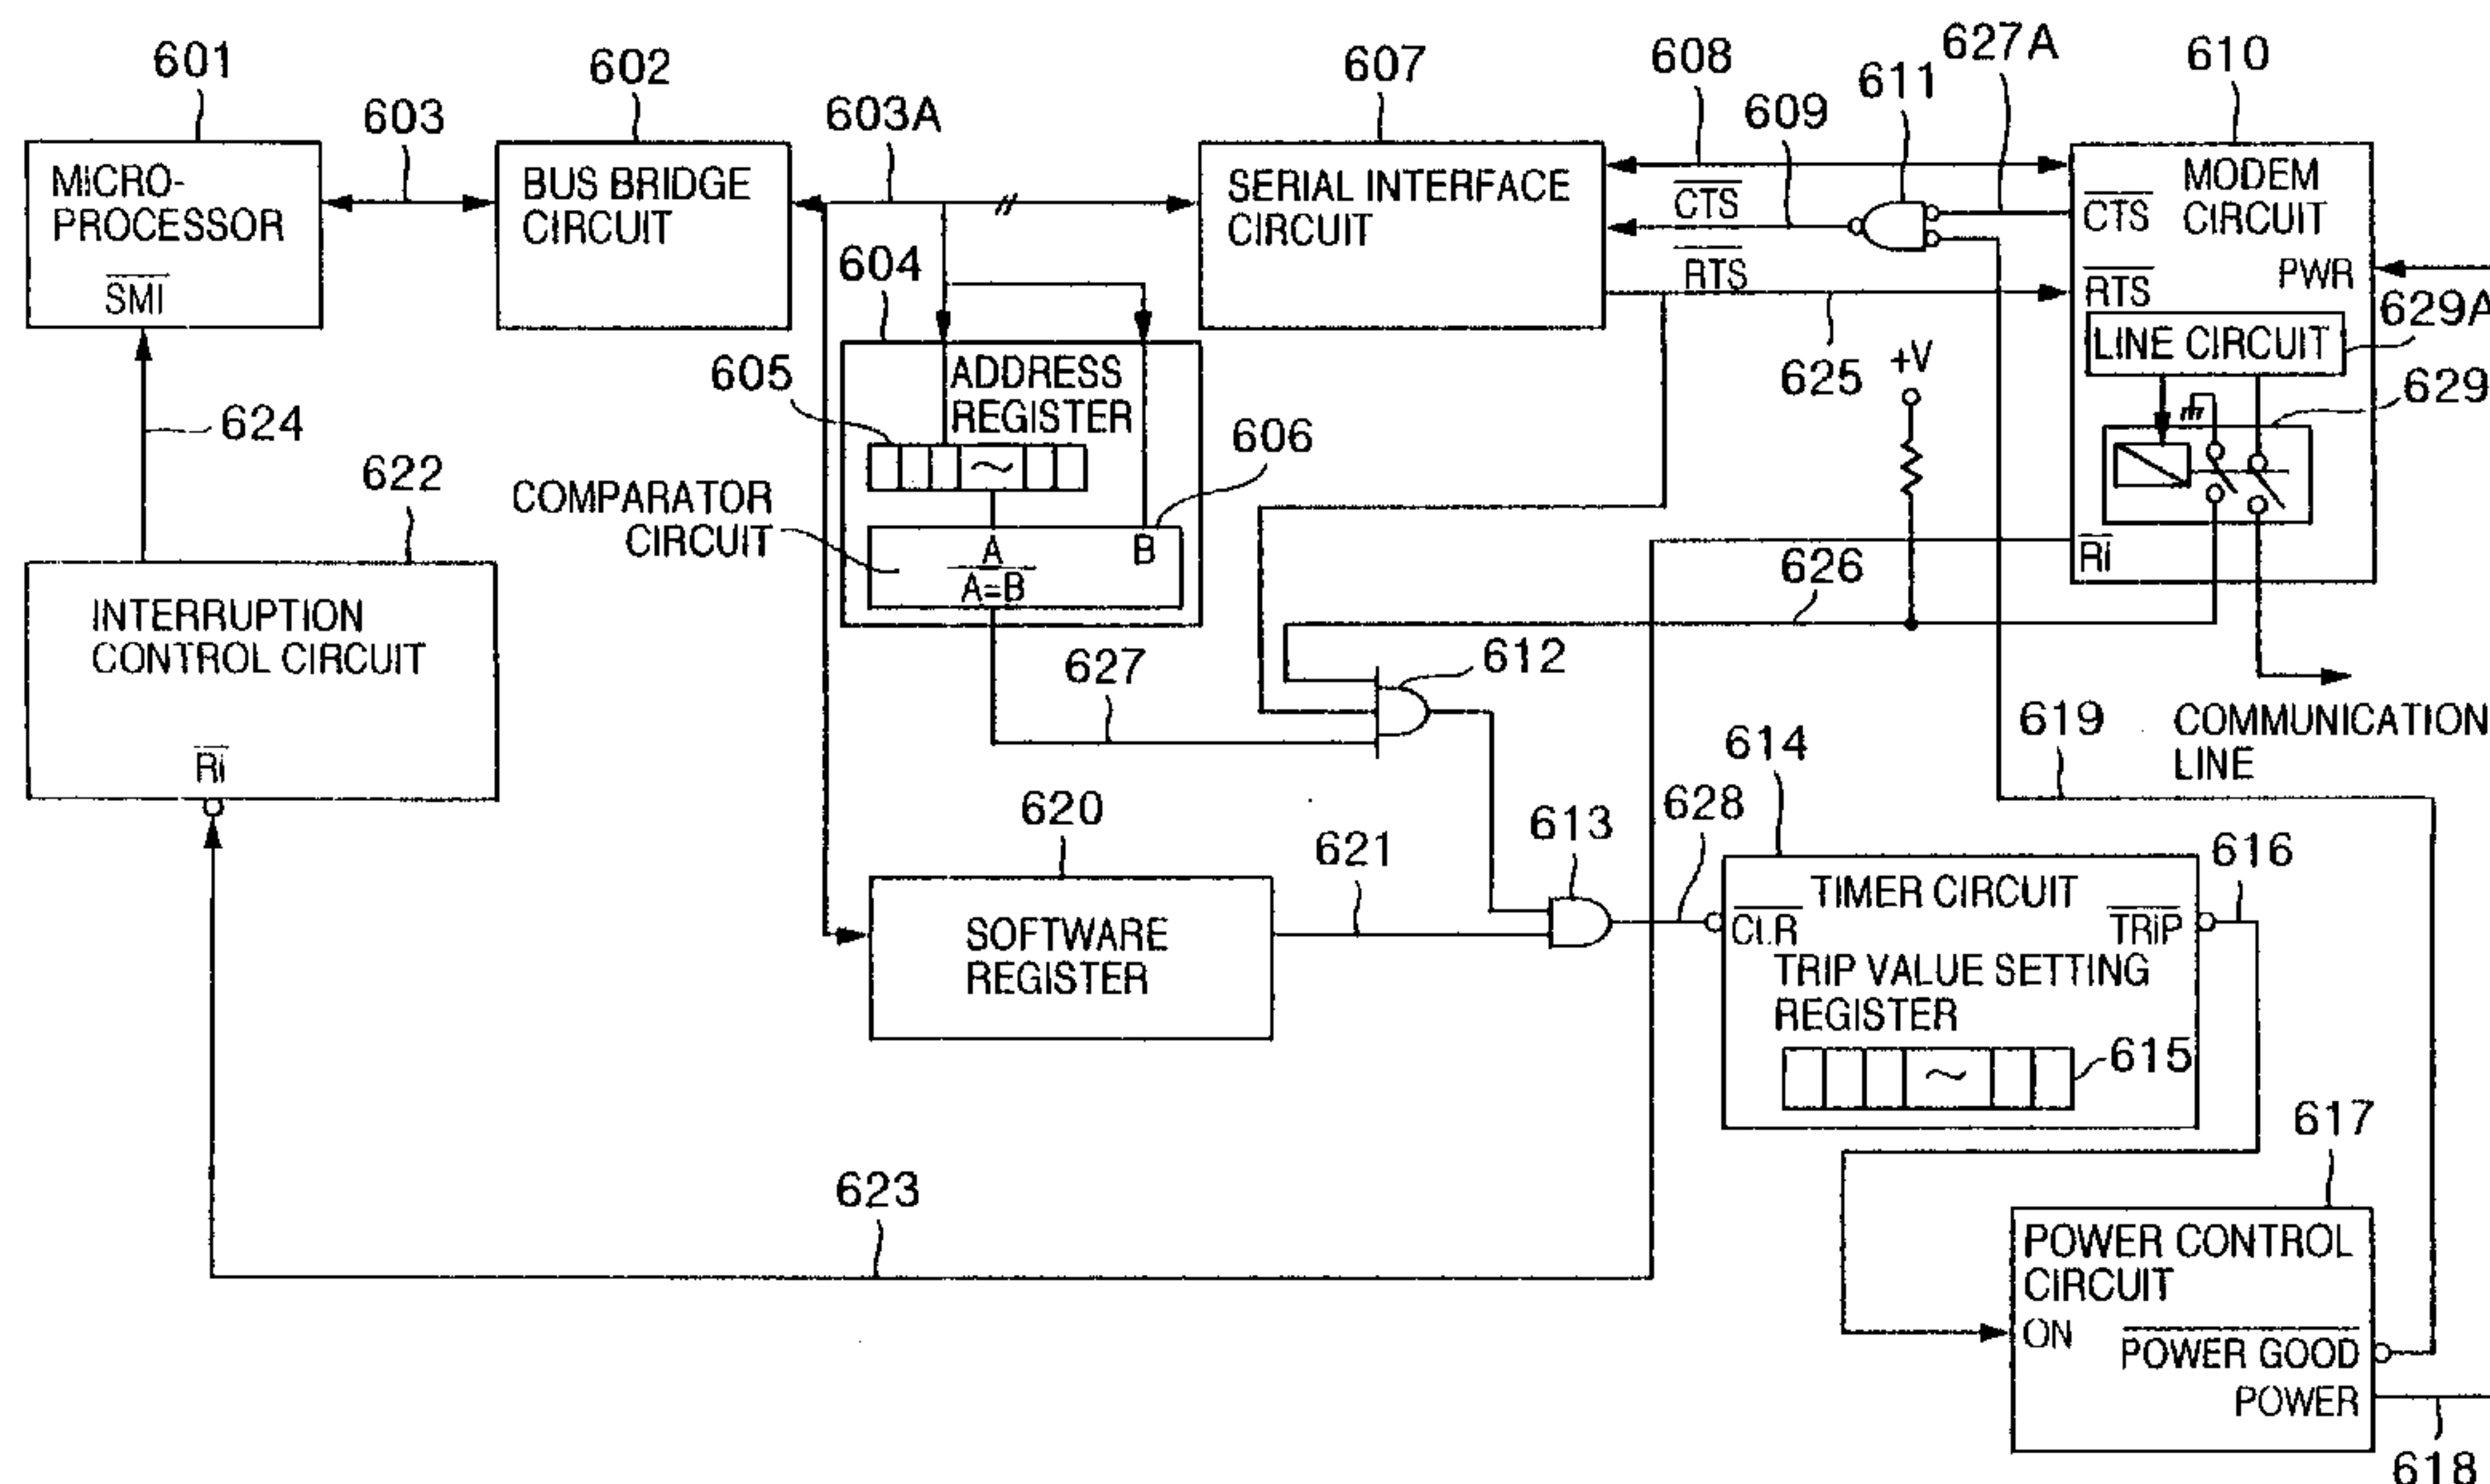 601
602
603
603A
607
608
609
611
627A
610
MICRO-
PROCESSOR
SMI
BUS BRIDGE
CIRCUIT
SERIAL INTERFACE
CIRCUIT
CTS
RTS
MODEM
CIRCUIT
CTS
PWR
RTS
LINE CIRCUIT
629A
629
Ri
604
605
ADDRESS
REGISTER
606
COMPARATOR
CIRCUIT
A
B
A=B
625
+V
626
624
622
INTERRUPTION
CONTROL CIRCUIT
Ri
627
612
619
COMMUNICATION
LINE
620
SOFTWARE
REGISTER
621
613
628
614
616
TIMER CIRCUIT
CLR
TRiP
TRIP VALUE SETTING
REGISTER
~
615
617
623
POWER CONTROL
CIRCUIT
ON
POWER GOOD
POWER
618